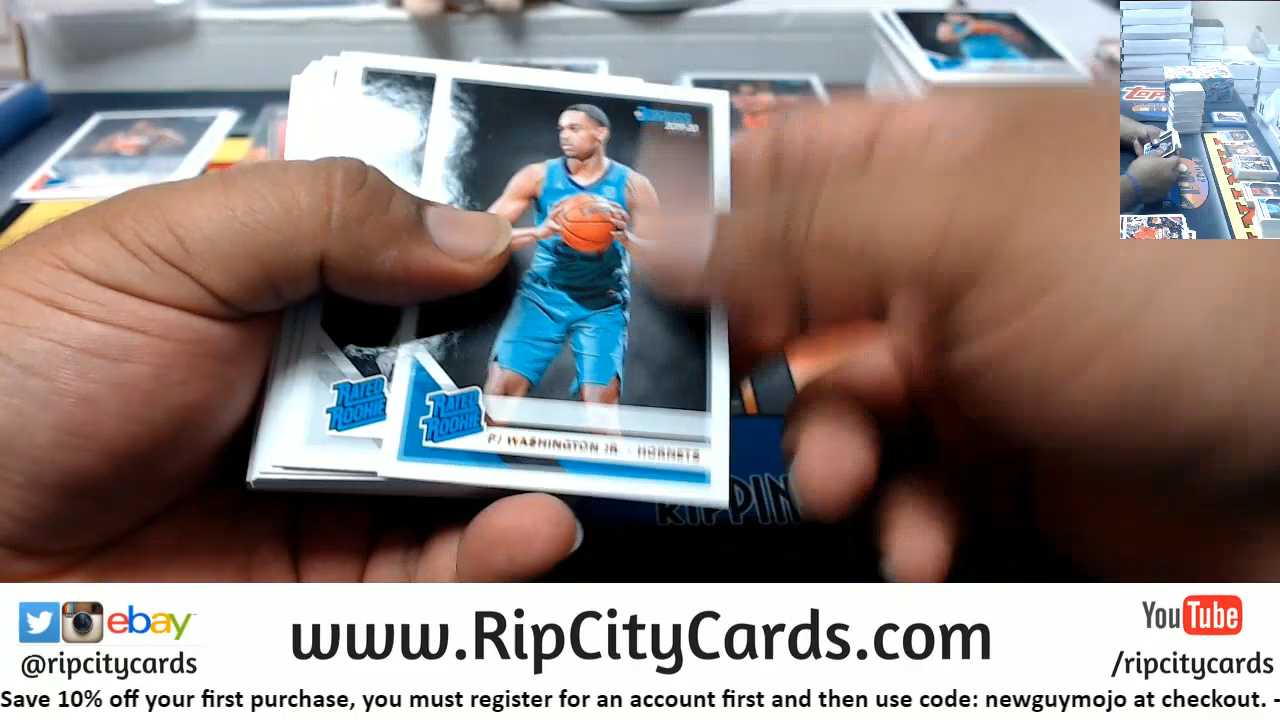 DONRUSS
2019-20
RATED
ROOKIE
RATED
ROOKIE
PJ WASHINGTON JR. - HORNETS
RIPPIN
TOPPS
ebay
@ripcitycards
www.RipCityCards.com
YouTube
/ripcitycards
Save 10% off your first purchase, you must register for an account first and then use code: newguymojo at checkout. -